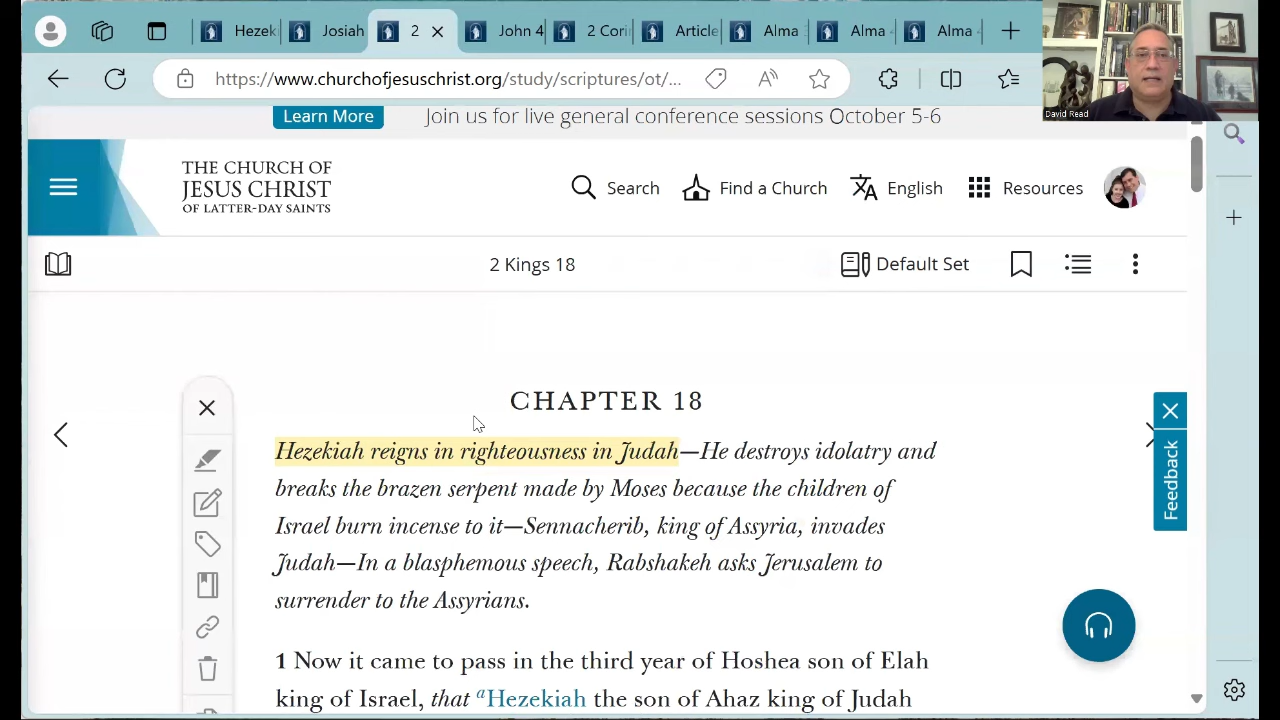 Hezek
Josiah
2
John 4
2 Cori
Article
Alma
Alma
Alma
https://www.churchofjesuschrist.org/study/scriptures/ot/...
David Read
Learn More
Join us for live general conference sessions October 5-6
THE CHURCH OF
JESUS CHRIST
OF LATTER-DAY SAINTS
Search
Find a Church
English
Resources
2 Kings 18
Default Set
CHAPTER 18
Hezekiah reigns in righteousness in Judah—He destroys idolatry and
breaks the brazen serpent made by Moses because the children of
Israel burn incense to it—Sennacherib, king of Assyria, invades
Judah—In a blasphemous speech, Rabshakeh asks Jerusalem to
surrender to the Assyrians.
Feedback
1 Now it came to pass in the third year of Hoshea son of Elah
king of Israel, that aHezekiah the son of Ahaz king of Judah